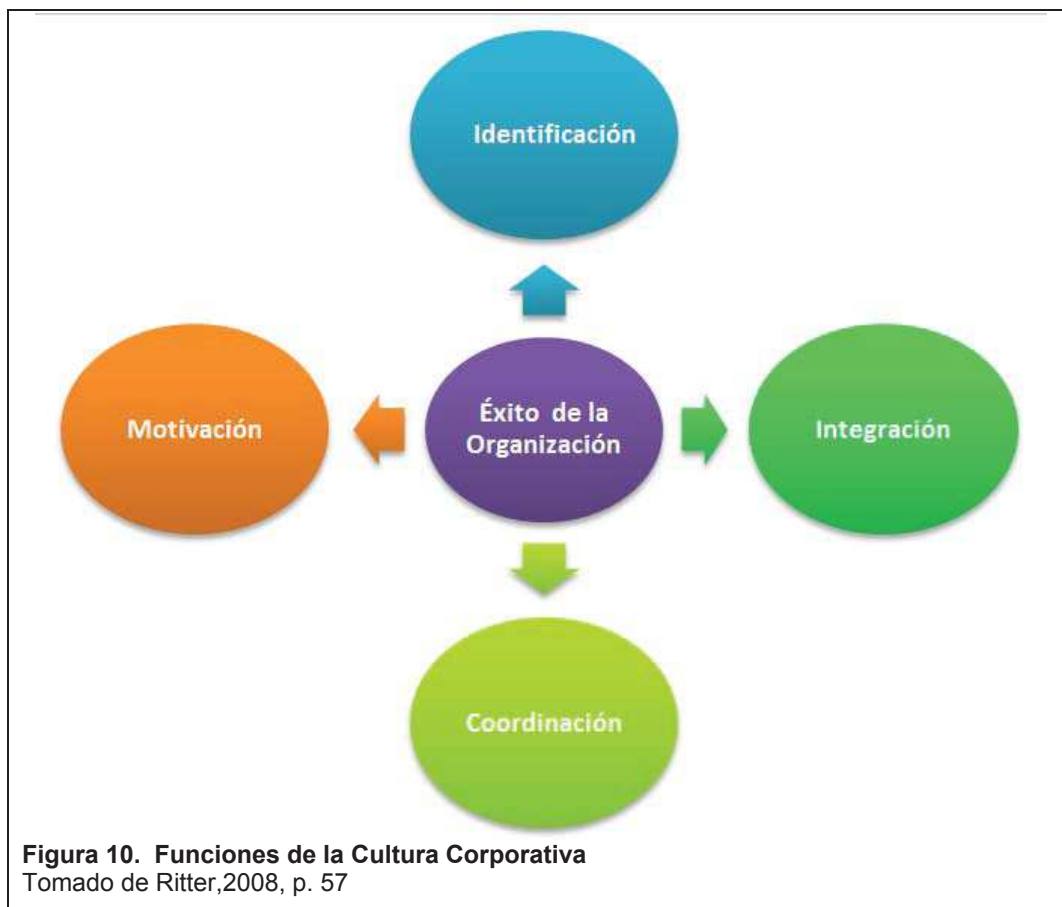 Identificación
Motivación
Éxito de la
Organización
Integración
Coordinación
Figura 10. Funciones de la Cultura Corporativa
Tomado de Ritter,2008, p. 57